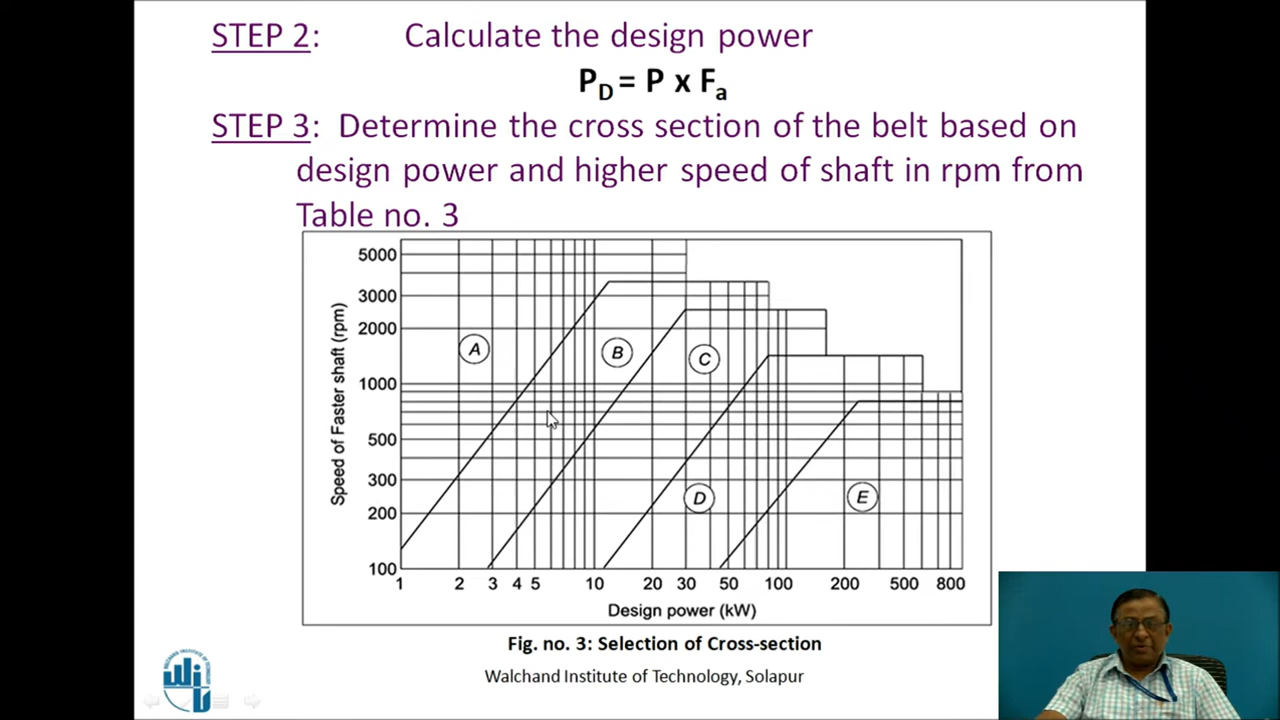 STEP 2: Calculate the design power
P_D = P x F_a
STEP 3: Determine the cross section of the belt based on
design power and higher speed of shaft in rpm from
Table no. 3
Speed of Faster shaft (rpm)
5000
3000
2000
1000
500
300
200
100
A
B
C
D
E
1 2 3 4 5 10 20 30 50 100 200 500 800
Design power (kW)
Fig. no. 3: Selection of Cross-section
Walchand Institute of Technology, Solapur